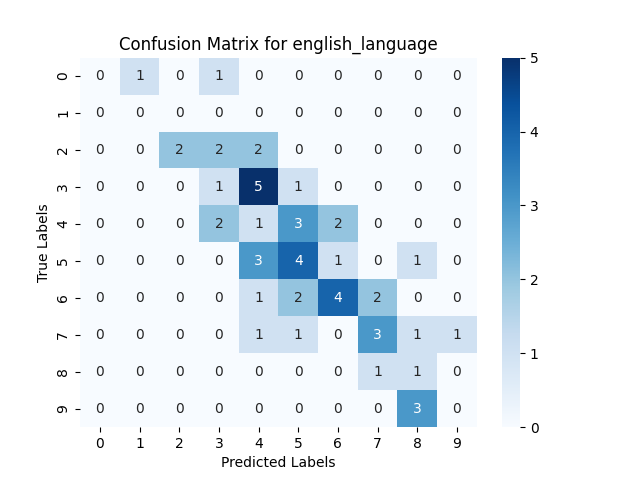 Confusion Matrix for english_language
0 0 1 0 1 0 0 0 0 0 0
1 0 0 0 0 0 0 0 0 0 0
2 0 0 2 2 2 0 0 0 0 0
3 0 0 0 1 5 1 0 0 0 0
4 0 0 0 2 1 3 2 0 0 0
5 0 0 0 0 3 4 1 0 1 0
6 0 0 0 0 1 2 4 2 0 0
7 0 0 0 0 1 1 0 3 1 1
8 0 0 0 0 0 0 0 1 1 0
9 0 0 0 0 0 0 0 0 3 0
0 1 2 3 4 5 6 7 8 9
True Labels
Predicted Labels
5
4
3
2
1
0